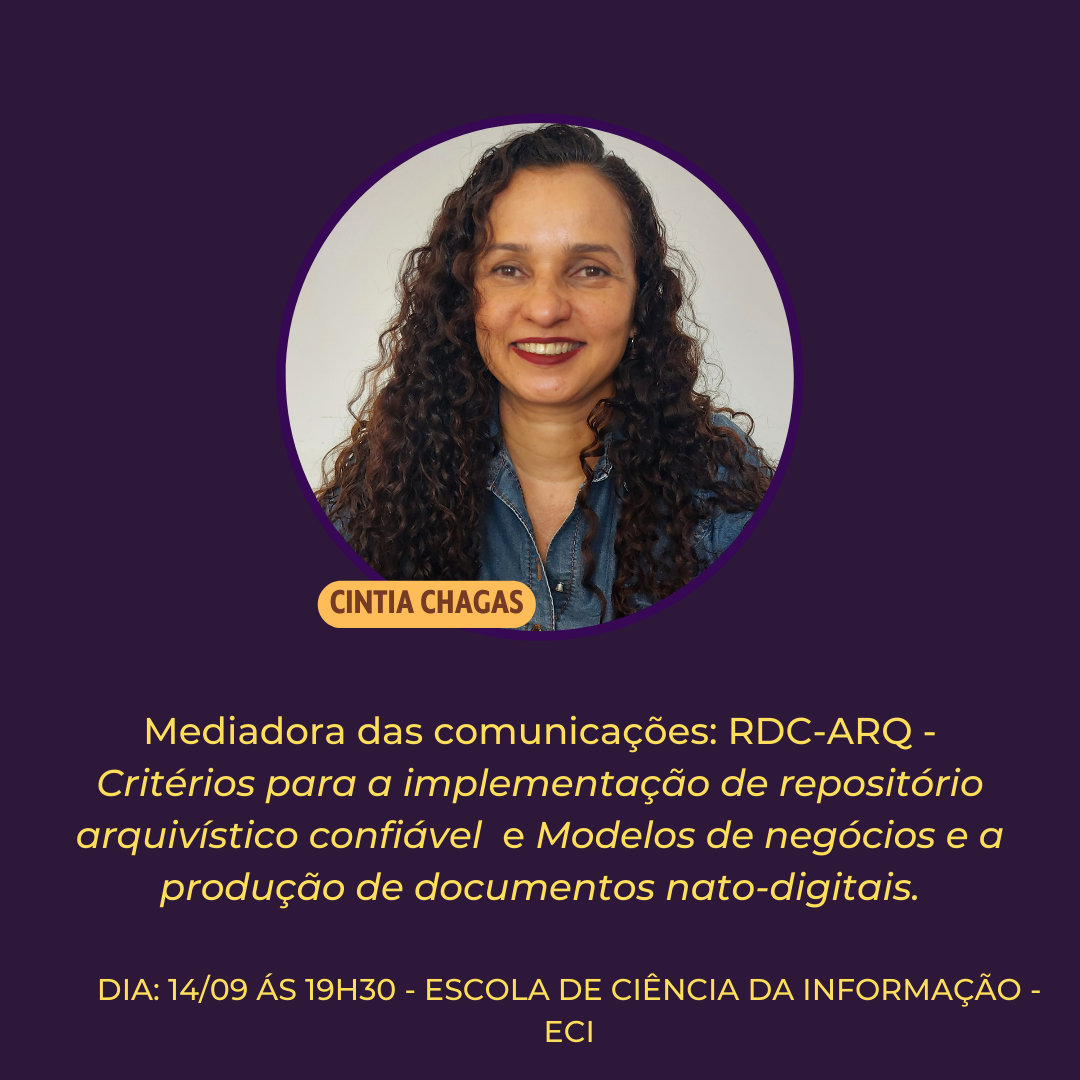 CINTIA CHAGAS
Mediadora das comunicações: RDC-ARQ -
Critérios para a implementação de repositório
arquivístico confiável e Modelos de negócios e a
produção de documentos nato-digitais.
DIA: 14/09 ÁS 19H30 - ESCOLA DE CIÊNCIA DA INFORMAÇÃO -
ECI